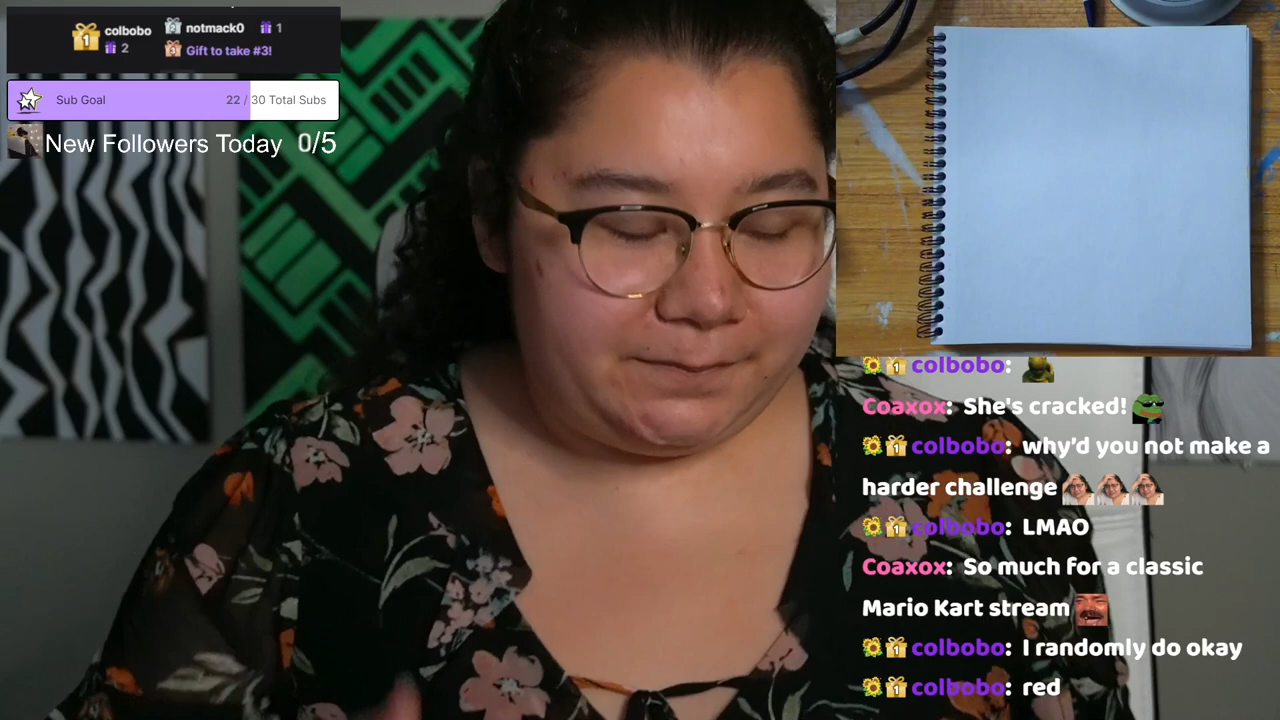 colbobo
2
notmack0 1
Gift to take #3!
Sub Goal 22 / 30 Total Subs
New Followers Today 0/5
colbobo:
Coaxox: She's cracked!
colbobo: why'd you not make a
harder challenge
colbobo: LMAO
Coaxox: So much for a classic
Mario Kart stream
colbobo: I randomly do okay
colbobo: red